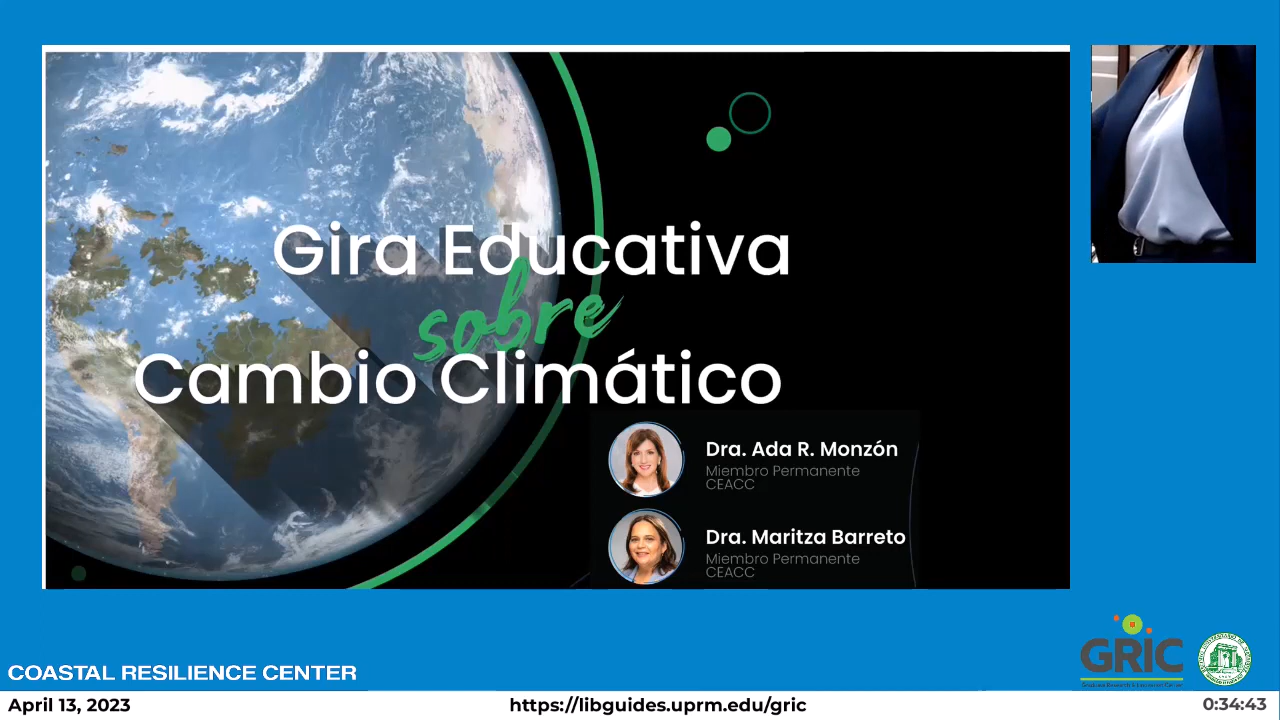 Gira Educativa
sobre
Cambio Climático
Dra. Ada R. Monzón
Miembro Permanente
CEACC
Dra. Maritza Barreto
Miembro Permanente
CEACC
GRIC
COASTAL RESILIENCE CENTER
April 13, 2023
https://libguides.uprm.edu/gric
0:34:43